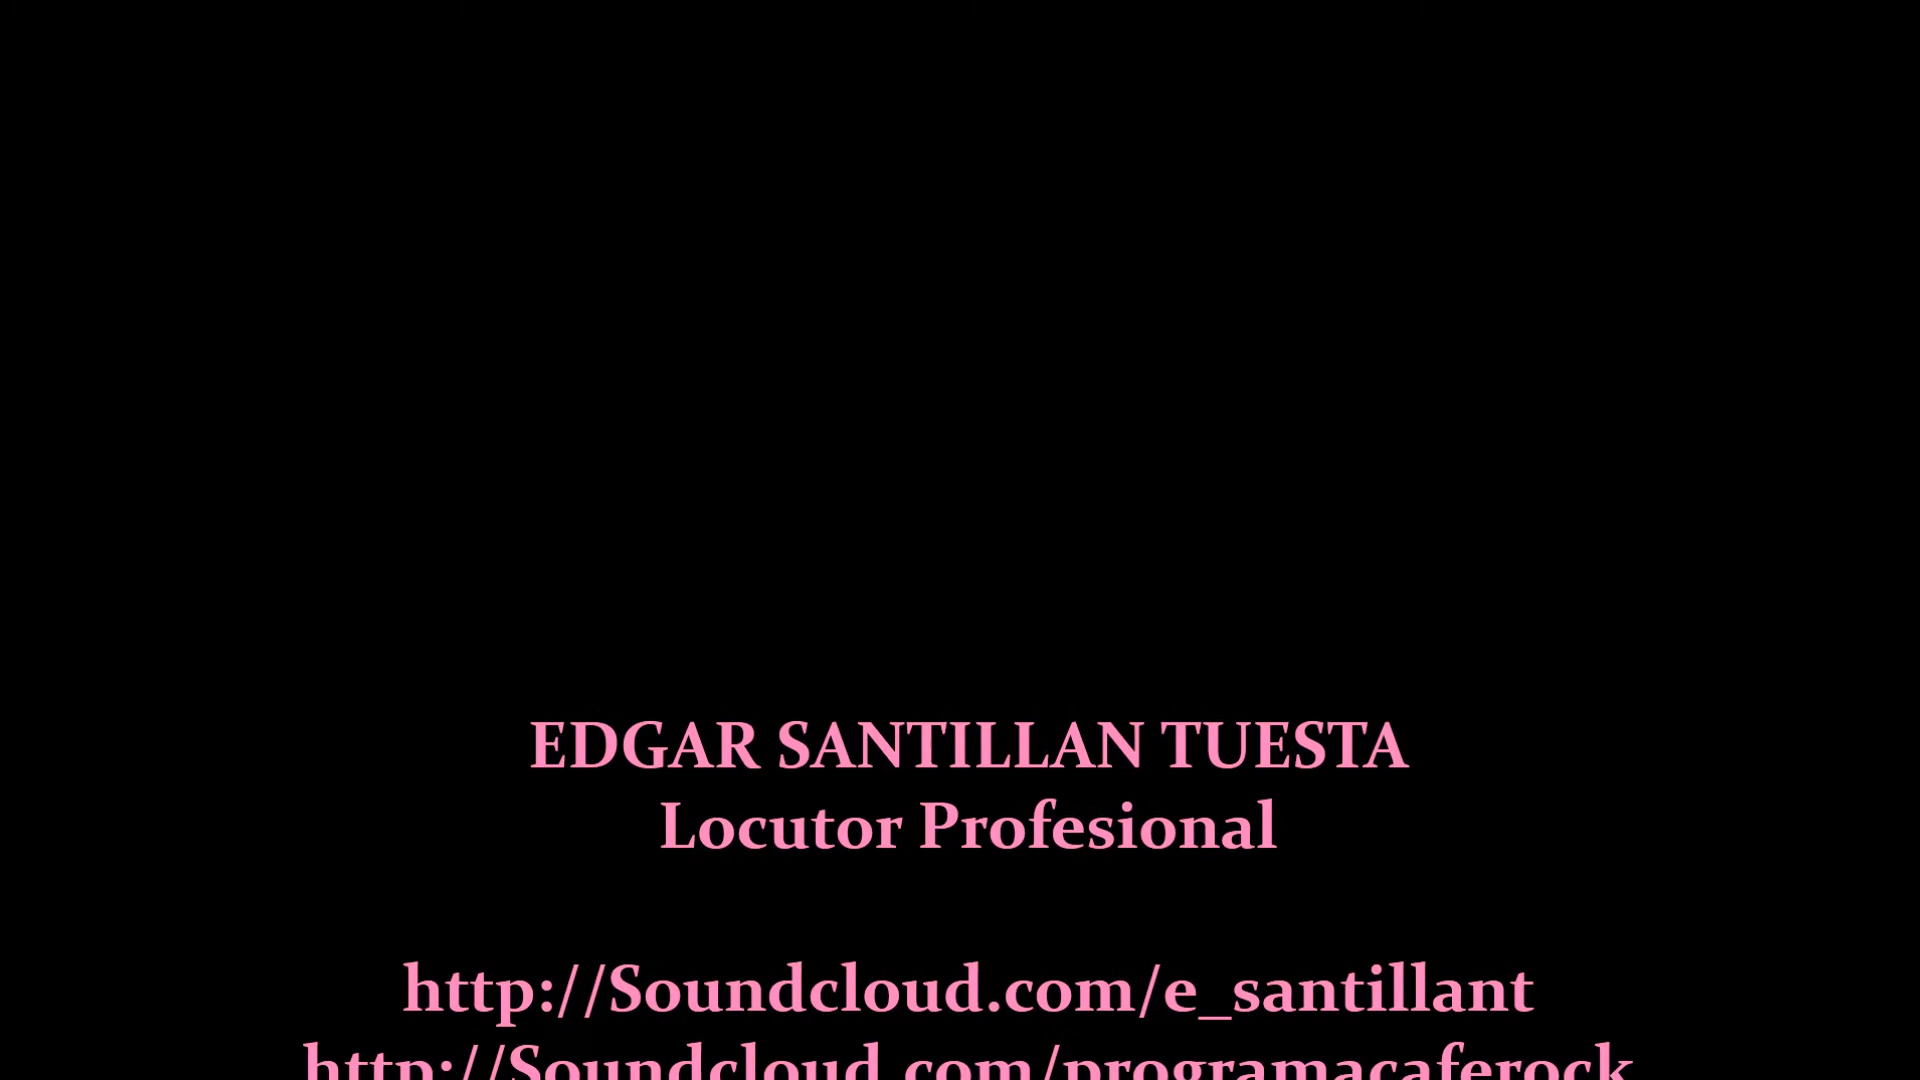 EDGAR SANTILLAN TUESTA
Locutor Profesional
http://Soundcloud.com/e_santillant
http://Soundcloud.com/programacaferock